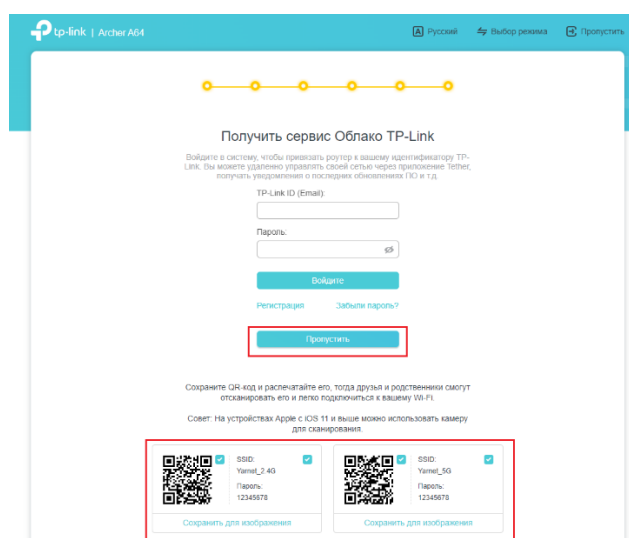 tp-link | Archer A64
Русский Выбор режима Пропустить
Получить сервис Облако TP-Link
Войдите в систему, чтобы привязать роутер к вашему идентификатору TP-
Link. Вы можете удаленно управлять своей сетью через приложение Tether,
получать уведомления о последних обновлениях ПО и т.д.
TP-Link ID (Email):
Пароль:
Войдите
Регистрация Забыли пароль?
Пропустить
Сохраните QR-код и распечатайте его, тогда друзья и родственники смогут
отсканировать его и легко подключиться к вашему Wi-Fi.
Совет: На устройствах Apple с iOS 11 и выше можно использовать камеру
для сканирования.
SSID:
Yarnet_2.4G
Пароль:
12345678
Сохранить для изображения
SSID:
Yarnet_5G
Пароль:
12345678
Сохранить для изображения